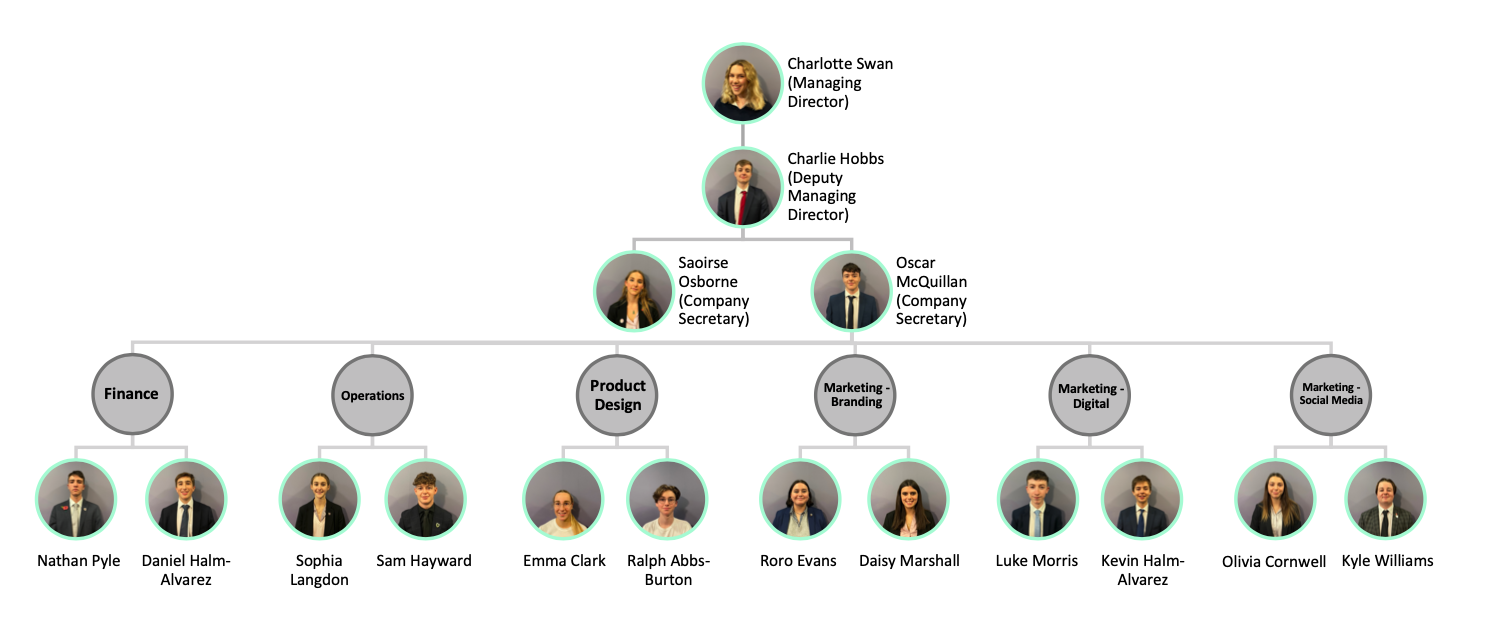 Charlotte Swan
(Managing
Director)
Charlie Hobbs
(Deputy
Managing
Director)
Saoirse
Osborne
(Company
Secretary)
Oscar
McQuillan
(Company
Secretary)
Finance
Operations
Product
Design
Marketing -
Branding
Marketing -
Digital
Marketing -
Social Media
Nathan Pyle
Daniel Halm-
Alvarez
Sophia
Langdon
Sam Hayward
Emma Clark
Ralph Abbs-
Burton
Roro Evans
Daisy Marshall
Luke Morris
Kevin Halm-
Alvarez
Olivia Cornwell
Kyle Williams